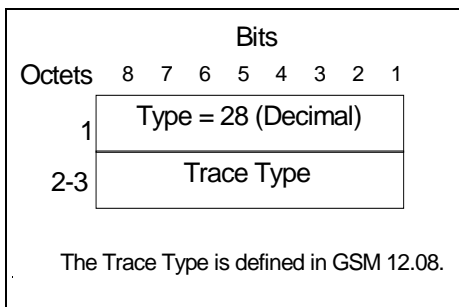 Bits
Octets 8 7 6 5 4 3 2 1
1 Type = 28 (Decimal)
2-3 Trace Type
The Trace Type is defined in GSM 12.08.